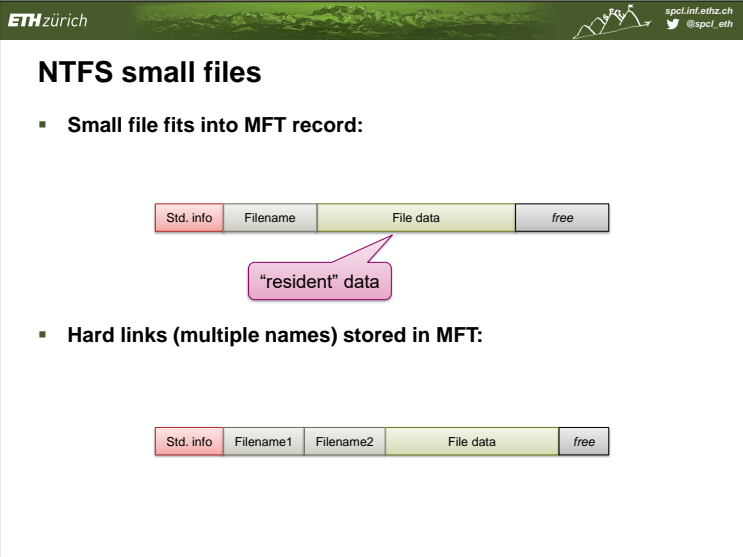 ETH zürich
spcl.inf.ethz.ch
@spcl_eth
NTFS small files
▪ Small file fits into MFT record:
Std. info Filename File data free
“resident” data
▪ Hard links (multiple names) stored in MFT:
Std. info Filename1 Filename2 File data free